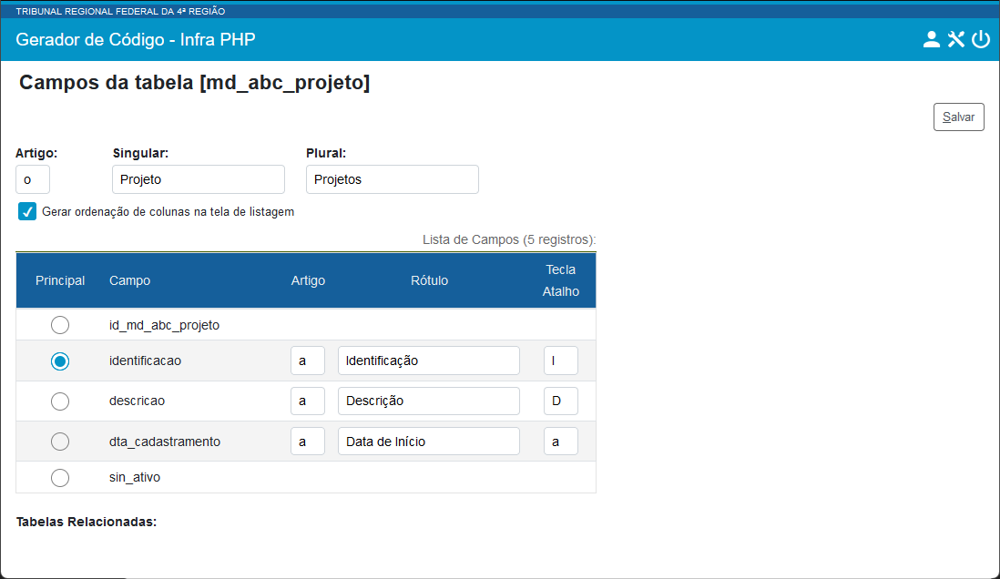 TRIBUNAL REGIONAL FEDERAL DA 4ª REGIÃO
Gerador de Código - Infra PHP
Campos da tabela [md_abc_projeto]
Salvar
Artigo: Singular: Plural:
o Projeto Projetos
Gerar ordenação de colunas na tela de listagem
Lista de Campos (5 registros):
Principal Campo Artigo Rótulo Tecla Atalho
id_md_abc_projeto
identificacao a Identificação I
descricao a Descrição D
dta_cadastramento a Data de Início a
sin_ativo
Tabelas Relacionadas: